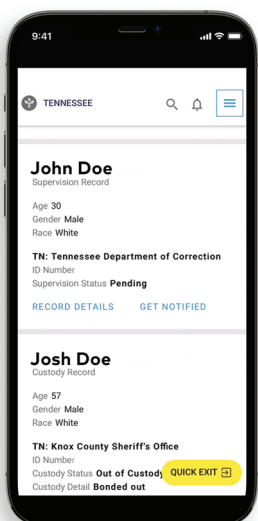 9:41
TENNESSEE
John Doe
Supervision Record
Age 30
Gender Male
Race White
TN: Tennessee Department of Correction
ID Number
Supervision Status Pending
RECORD DETAILS GET NOTIFIED
Josh Doe
Custody Record
Age 57
Gender Male
Race White
TN: Knox County Sheriff's Office
ID Number
Custody Status Out of Custody
QUICK EXIT
Custody Detail Bonded out